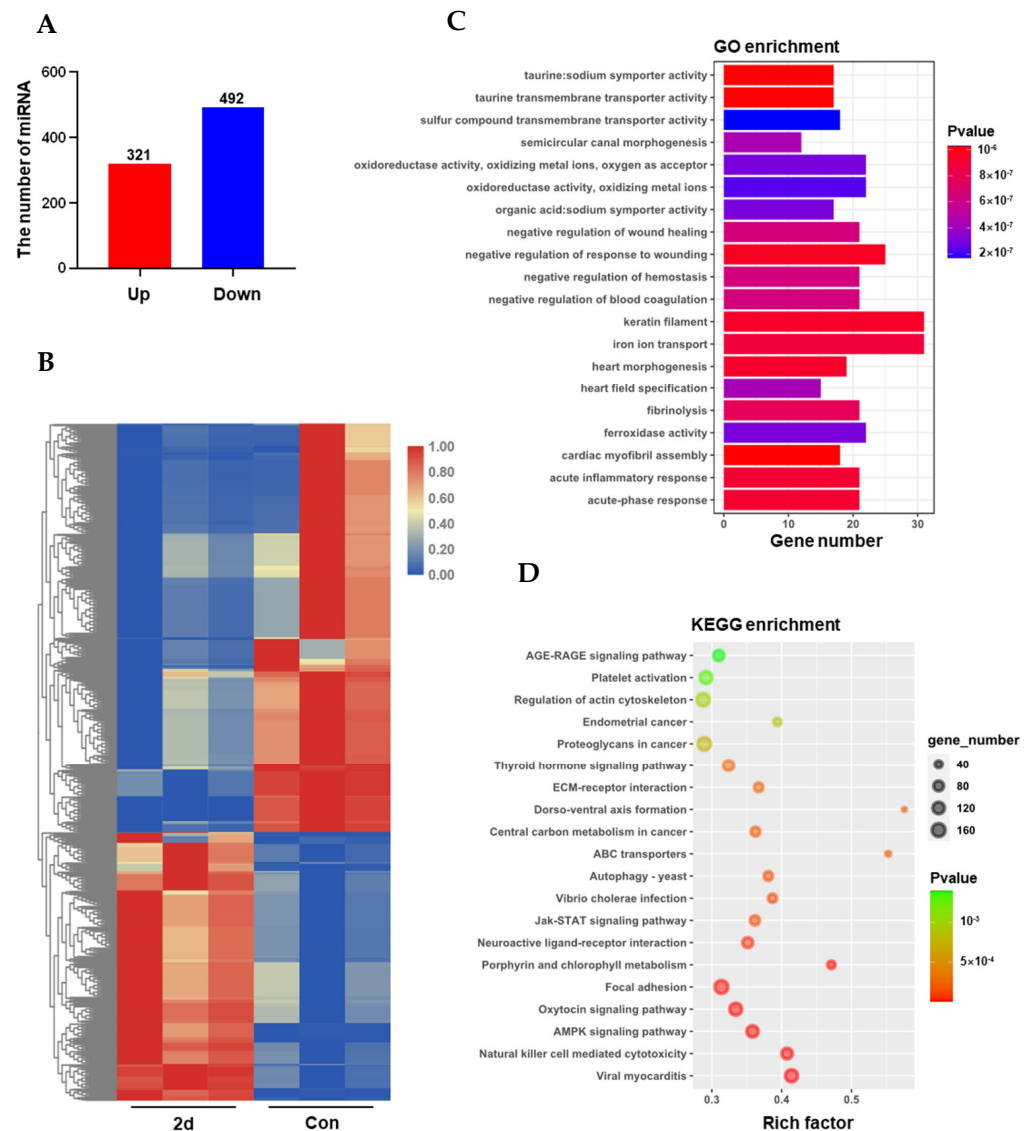 A
The number of miRNA
600
400
200
0
321
492
Up
Down
B
1.00
0.80
0.60
0.40
0.20
0.00
2d
Con
C
GO enrichment
taurine:sodium symporter activity
taurine transmembrane transporter activity
sulfur compound transmembrane transporter activity
semicircular canal morphogenesis
oxidoreductase activity, oxidizing metal ions, oxygen as acceptor
oxidoreductase activity, oxidizing metal ions
organic acid:sodium symporter activity
negative regulation of wound healing
negative regulation of response to wounding
negative regulation of hemostasis
negative regulation of blood coagulation
keratin filament
iron ion transport
heart morphogenesis
heart field specification
fibrinolysis
ferroxidase activity
cardiac myofibril assembly
acute inflammatory response
acute-phase response
0 10 20 30
Gene number
Pvalue
10⁻⁶
8×10⁻⁷
6×10⁻⁷
4×10⁻⁷
2×10⁻⁷
D
KEGG enrichment
AGE-RAGE signaling pathway
Platelet activation
Regulation of actin cytoskeleton
Endometrial cancer
Proteoglycans in cancer
Thyroid hormone signaling pathway
ECM-receptor interaction
Dorso-ventral axis formation
Central carbon metabolism in cancer
ABC transporters
Autophagy - yeast
Vibrio cholerae infection
Jak-STAT signaling pathway
Neuroactive ligand-receptor interaction
Porphyrin and chlorophyll metabolism
Focal adhesion
Oxytocin signaling pathway
AMPK signaling pathway
Natural killer cell mediated cytotoxicity
Viral myocarditis
0.3 0.4 0.5
Rich factor
gene_number
40
80
120
160
Pvalue
10⁻³
5×10⁻⁴